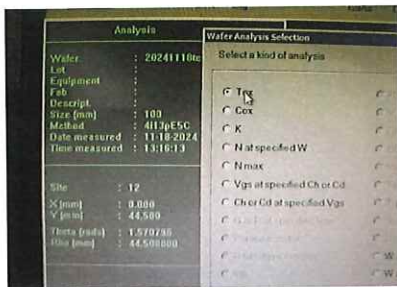 Analysis
Wafer : 20241118te
Lot :
Equipment :
Fab :
Descript. :
Size (mm) : 100
Method :
Date measured : 11-18-2024
Time measured : 13:16:13
Site : 12
X (mm) : 0.000
Y (mm) : 44.500
Theta (rads) : 1.570796
Rho (mm) : 44.500000
Wafer Analysis Selection
Select a kind of analysis
Tox
Cox
K
N at specified W
N max
Vgs at specified Ch or Cd
Ch or Cd at specified Vgs
W
W